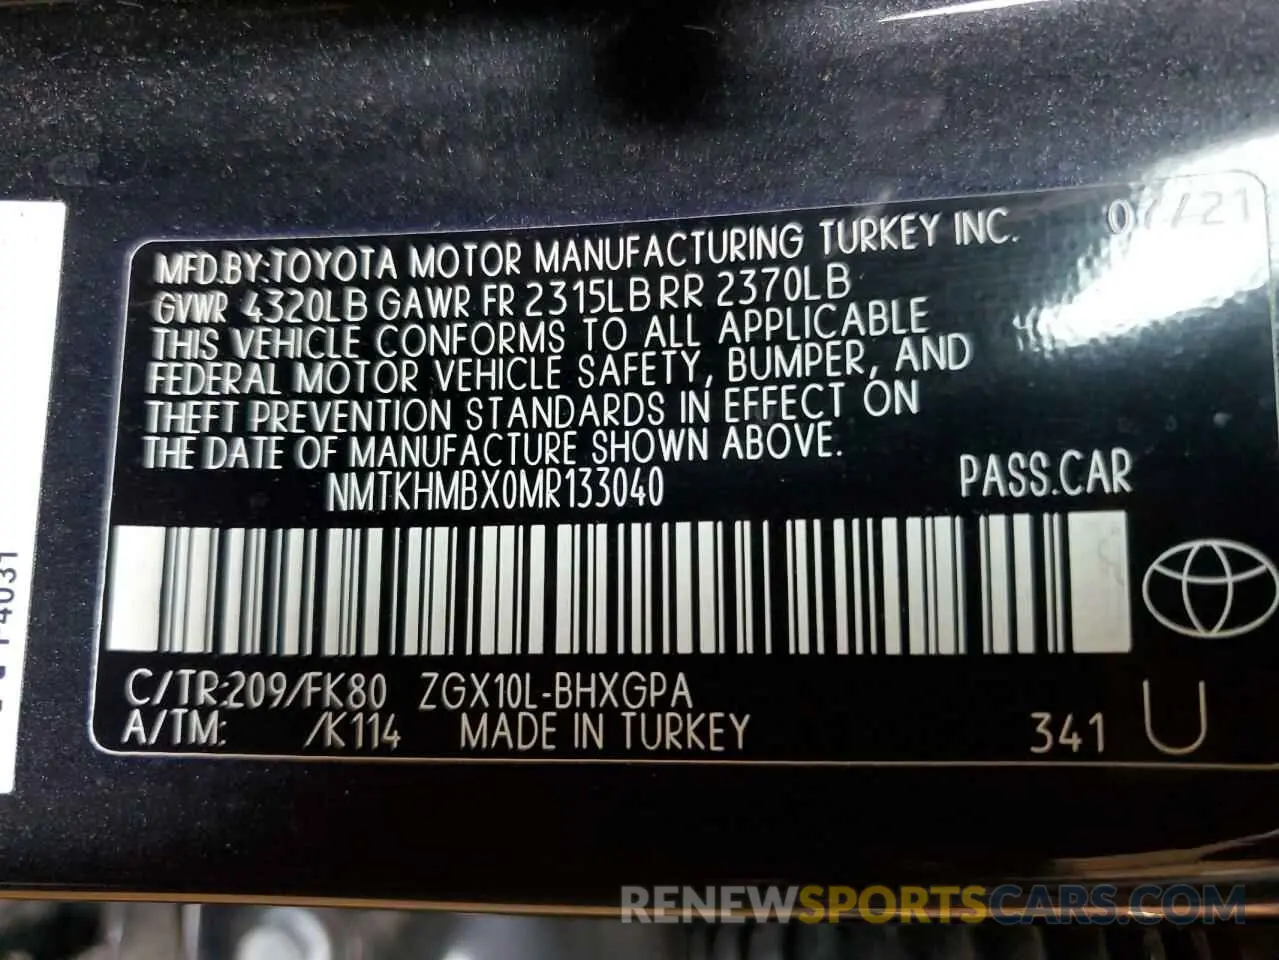 MFD.BY:TOYOTA MOTOR MANUFACTURING TURKEY INC. 07/21
GVWR 4320LB GAWR FR 2315LB RR 2370LB
THIS VEHICLE CONFORMS TO ALL APPLICABLE
FEDERAL MOTOR VEHICLE SAFETY, BUMPER, AND
THEFT PREVENTION STANDARDS IN EFFECT ON
THE DATE OF MANUFACTURE SHOWN ABOVE.
NMTKHMBX0MR133040 PASS.CAR
C/TR:209/FK80 ZGX10L-BHXGPA
A/TM: /K114 MADE IN TURKEY 341 U
RENEWSPORTSCARS.COM